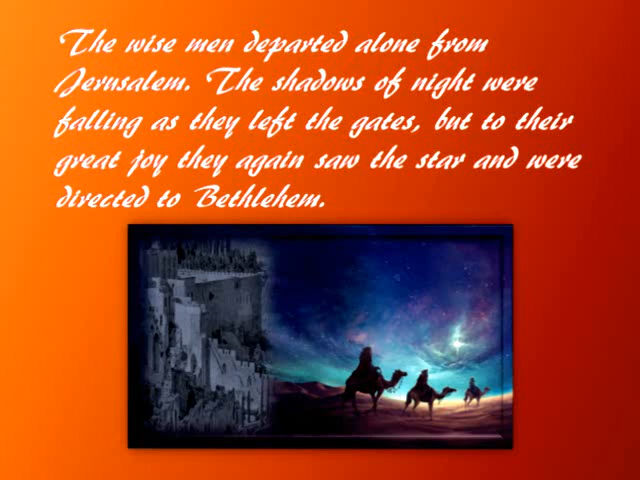 The wise men departed alone from
Jerusalem. The shadows of night were
falling as they left the gates, but to their
great joy they again saw the star and were
directed to Bethlehem.